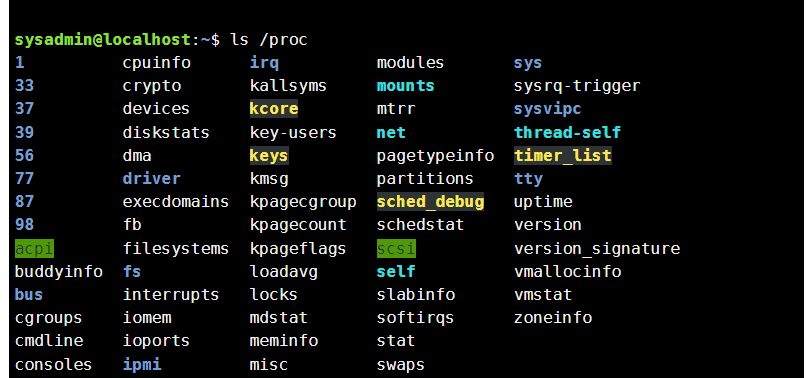 sysadmin@localhost:~$ ls /proc
1 cpuinfo irq modules sys
33 crypto kallsyms mounts sysrq-trigger
37 devices kcore mtrr sysvipc
39 diskstats key-users net thread-self
56 dma keys pagetypeinfo timer_list
77 driver kmsg partitions tty
87 execdomains kpagecgroup sched_debug uptime
98 fb kpagecount schedstat version
acpi filesystems kpageflags scsi version_signature
buddyinfo fs loadavg self vmallocinfo
bus interrupts locks slabinfo vmstat
cgroups iomem mdstat softirqs zoneinfo
cmdline ioports meminfo stat
consoles ipmi misc swaps